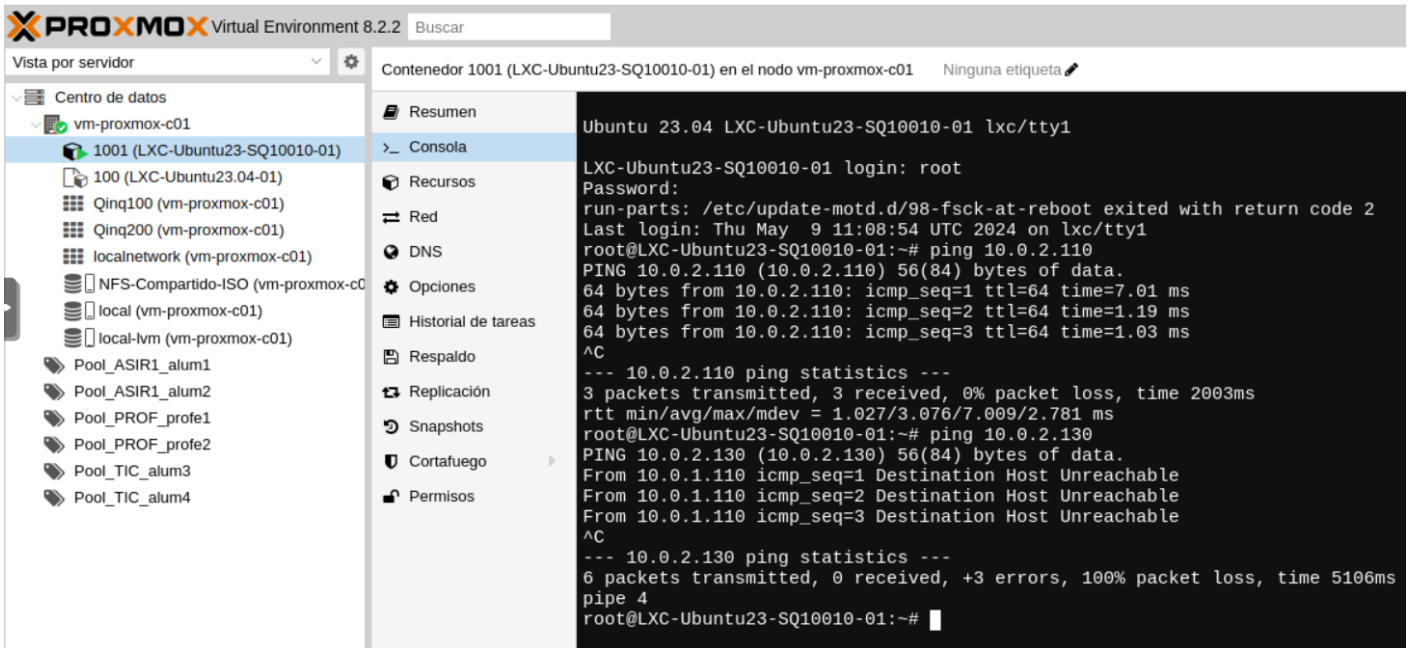 PROXMOX Virtual Environment 8.2.2 Buscar
Vista por servidor
Centro de datos
vm-proxmox-c01
1001 (LXC-Ubuntu23-SQ10010-01)
100 (LXC-Ubuntu23.04-01)
Qinq100 (vm-proxmox-c01)
Qinq200 (vm-proxmox-c01)
localnetwork (vm-proxmox-c01)
NFS-Compartido-ISO (vm-proxmox-c0
local (vm-proxmox-c01)
local-lvm (vm-proxmox-c01)
Pool_ASIR1_alum1
Pool_ASIR1_alum2
Pool_PROF_profe1
Pool_PROF_profe2
Pool_TIC_alum3
Pool_TIC_alum4
Contenedor 1001 (LXC-Ubuntu23-SQ10010-01) en el nodo vm-proxmox-c01 Ninguna etiqueta
Resumen
Consola
Recursos
Red
DNS
Opciones
Historial de tareas
Respaldo
Replicación
Snapshots
Cortafuego
Permisos
Ubuntu 23.04 LXC-Ubuntu23-SQ10010-01 lxc/tty1
LXC-Ubuntu23-SQ10010-01 login: root
Password:
run-parts: /etc/update-motd.d/98-fsck-at-reboot exited with return code 2
Last login: Thu May  9 11:08:54 UTC 2024 on lxc/tty1
root@LXC-Ubuntu23-SQ10010-01:~# ping 10.0.2.110
PING 10.0.2.110 (10.0.2.110) 56(84) bytes of data.
64 bytes from 10.0.2.110: icmp_seq=1 ttl=64 time=7.01 ms
64 bytes from 10.0.2.110: icmp_seq=2 ttl=64 time=1.19 ms
64 bytes from 10.0.2.110: icmp_seq=3 ttl=64 time=1.03 ms
^C
--- 10.0.2.110 ping statistics ---
3 packets transmitted, 3 received, 0% packet loss, time 2003ms
rtt min/avg/max/mdev = 1.027/3.076/7.009/2.781 ms
root@LXC-Ubuntu23-SQ10010-01:~# ping 10.0.2.130
PING 10.0.2.130 (10.0.2.130) 56(84) bytes of data.
From 10.0.1.110 icmp_seq=1 Destination Host Unreachable
From 10.0.1.110 icmp_seq=2 Destination Host Unreachable
From 10.0.1.110 icmp_seq=3 Destination Host Unreachable
^C
--- 10.0.2.130 ping statistics ---
6 packets transmitted, 0 received, +3 errors, 100% packet loss, time 5106ms
pipe 4
root@LXC-Ubuntu23-SQ10010-01:~#